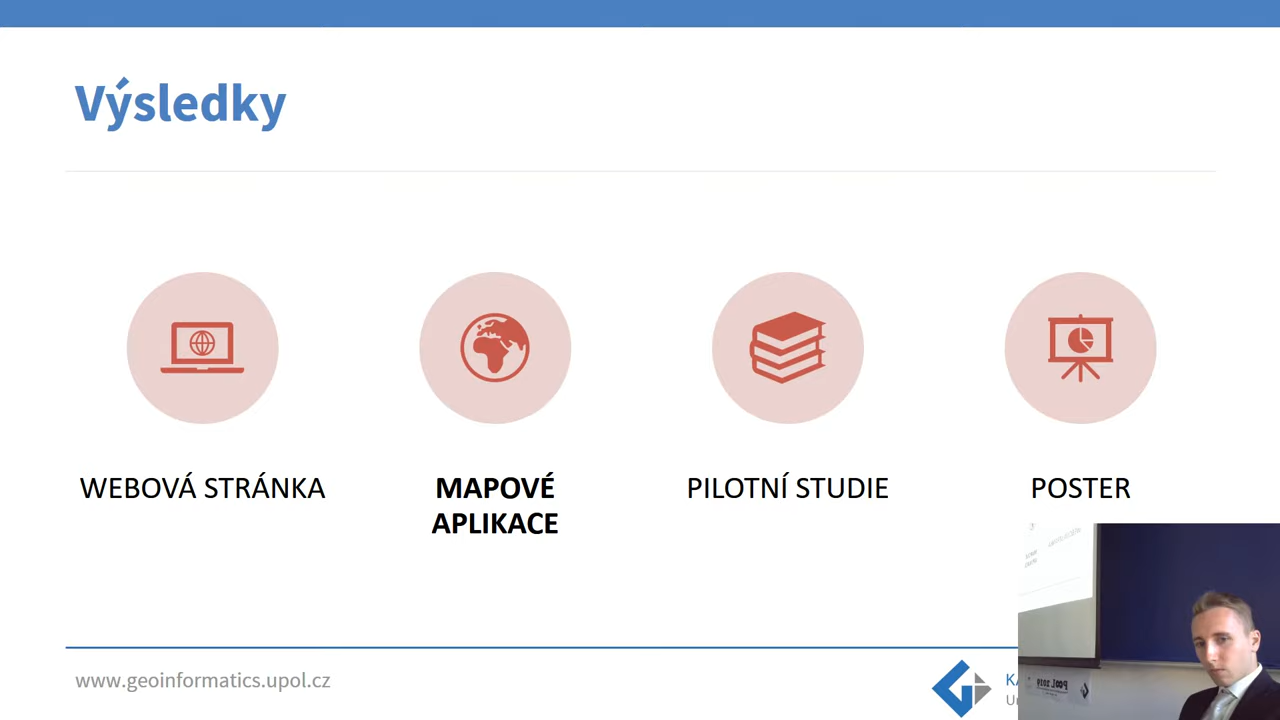 Výsledky
WEBOVÁ STRÁNKA
MAPOVÉ
APLIKACE
PILOTNÍ STUDIE
POSTER
www.geoinformatics.upol.cz